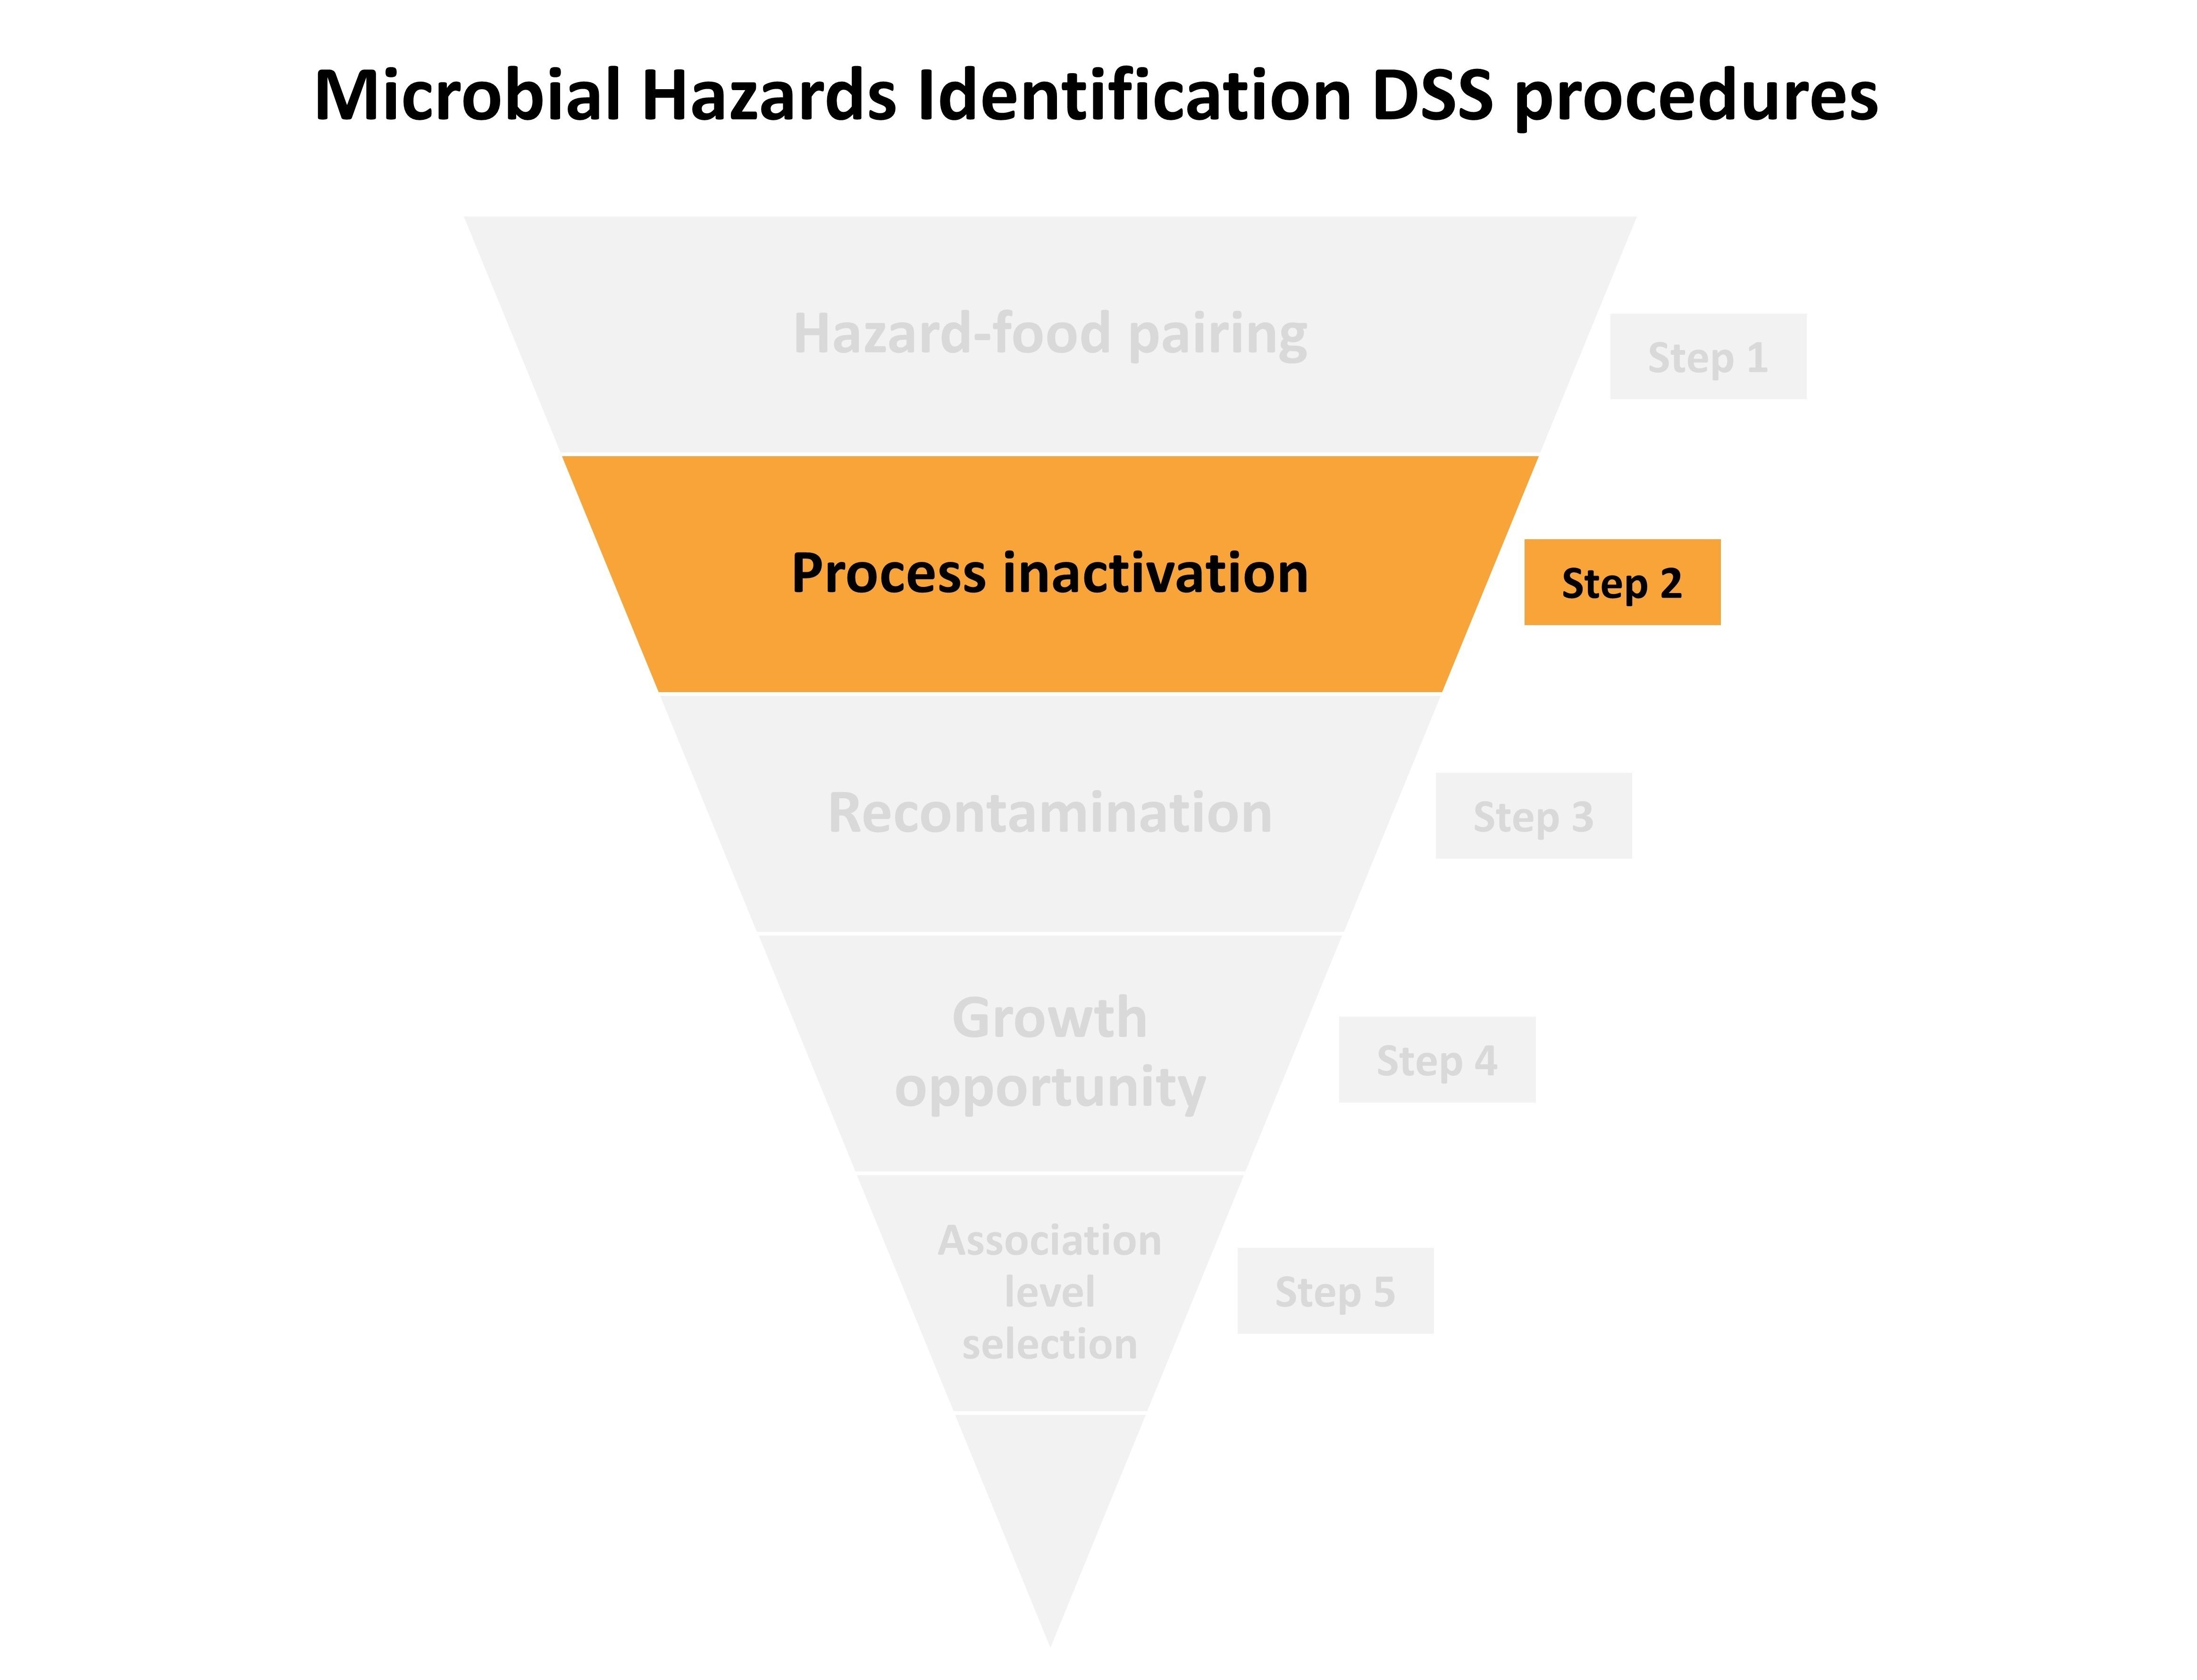 Microbial Hazards Identification DSS procedures
Hazard-food pairing
Step 1
Process inactivation
Step 2
Recontamination
Step 3
Growth
opportunity
Step 4
Association
level
selection
Step 5